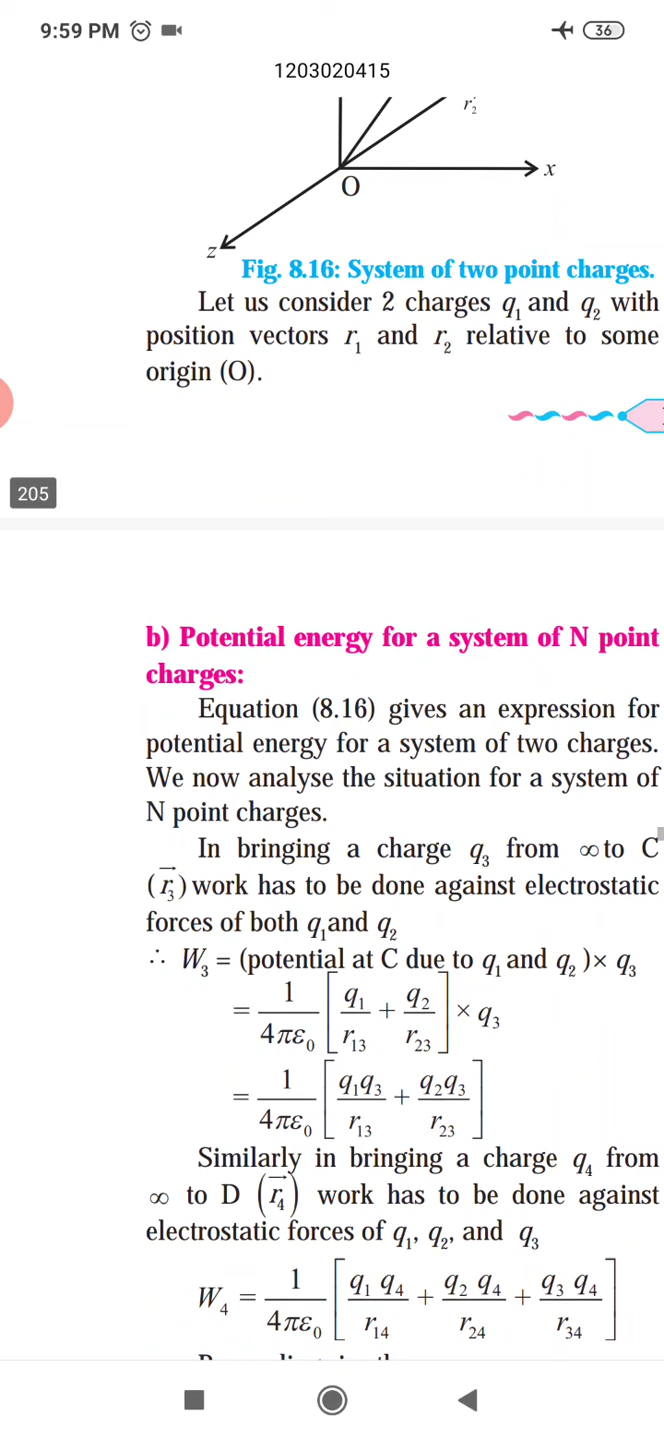 9:59 PM 36
1203020415
r₂
x
O
z
Fig. 8.16: System of two point charges.
Let us consider 2 charges q₁ and q₂ with
position vectors r₁ and r₂ relative to some
origin (O).
205
b) Potential energy for a system of N point
charges:
Equation (8.16) gives an expression for
potential energy for a system of two charges.
We now analyse the situation for a system of
N point charges.
In bringing a charge q₃ from ∞ to C
(r⃗₃) work has to be done against electrostatic
forces of both q₁ and q₂
∴ W₃ = (potential at C due to q₁ and q₂ )× q₃
= 1/4πε₀ [ q₁/r₁₃ + q₂/r₂₃ ] × q₃
= 1/4πε₀ [ q₁q₃/r₁₃ + q₂q₃/r₂₃ ]
Similarly in bringing a charge q₄ from
∞ to D (r⃗₄) work has to be done against
electrostatic forces of q₁, q₂, and q₃
W₄ = 1/4πε₀ [ q₁ q₄/r₁₄ + q₂ q₄/r₂₄ + q₃ q₄/r₃₄ ]